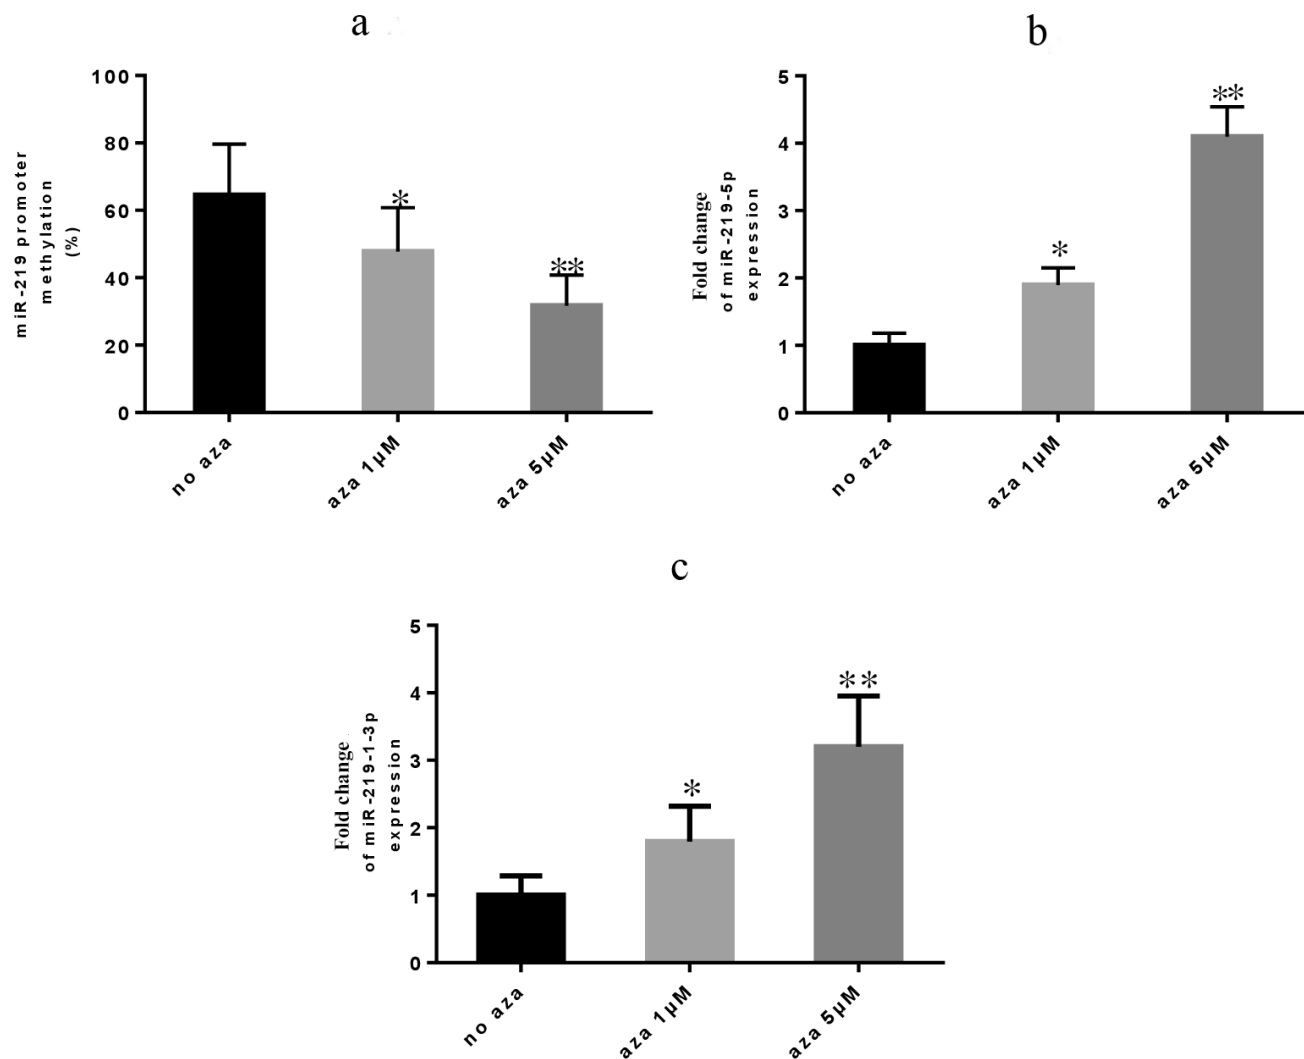 a
miR-219 promoter
methylation
(%)
100
80
60
40
20
0
*
**
no aza
aza 1µM
aza 5µM
b
Fold change
of miR-219-5p
expression
5
4
3
2
1
0
*
**
no aza
aza 1µM
aza 5µM
c
Fold change
of miR-219-1-3p
expression
5
4
3
2
1
0
*
**
no aza
aza 1µM
aza 5µM